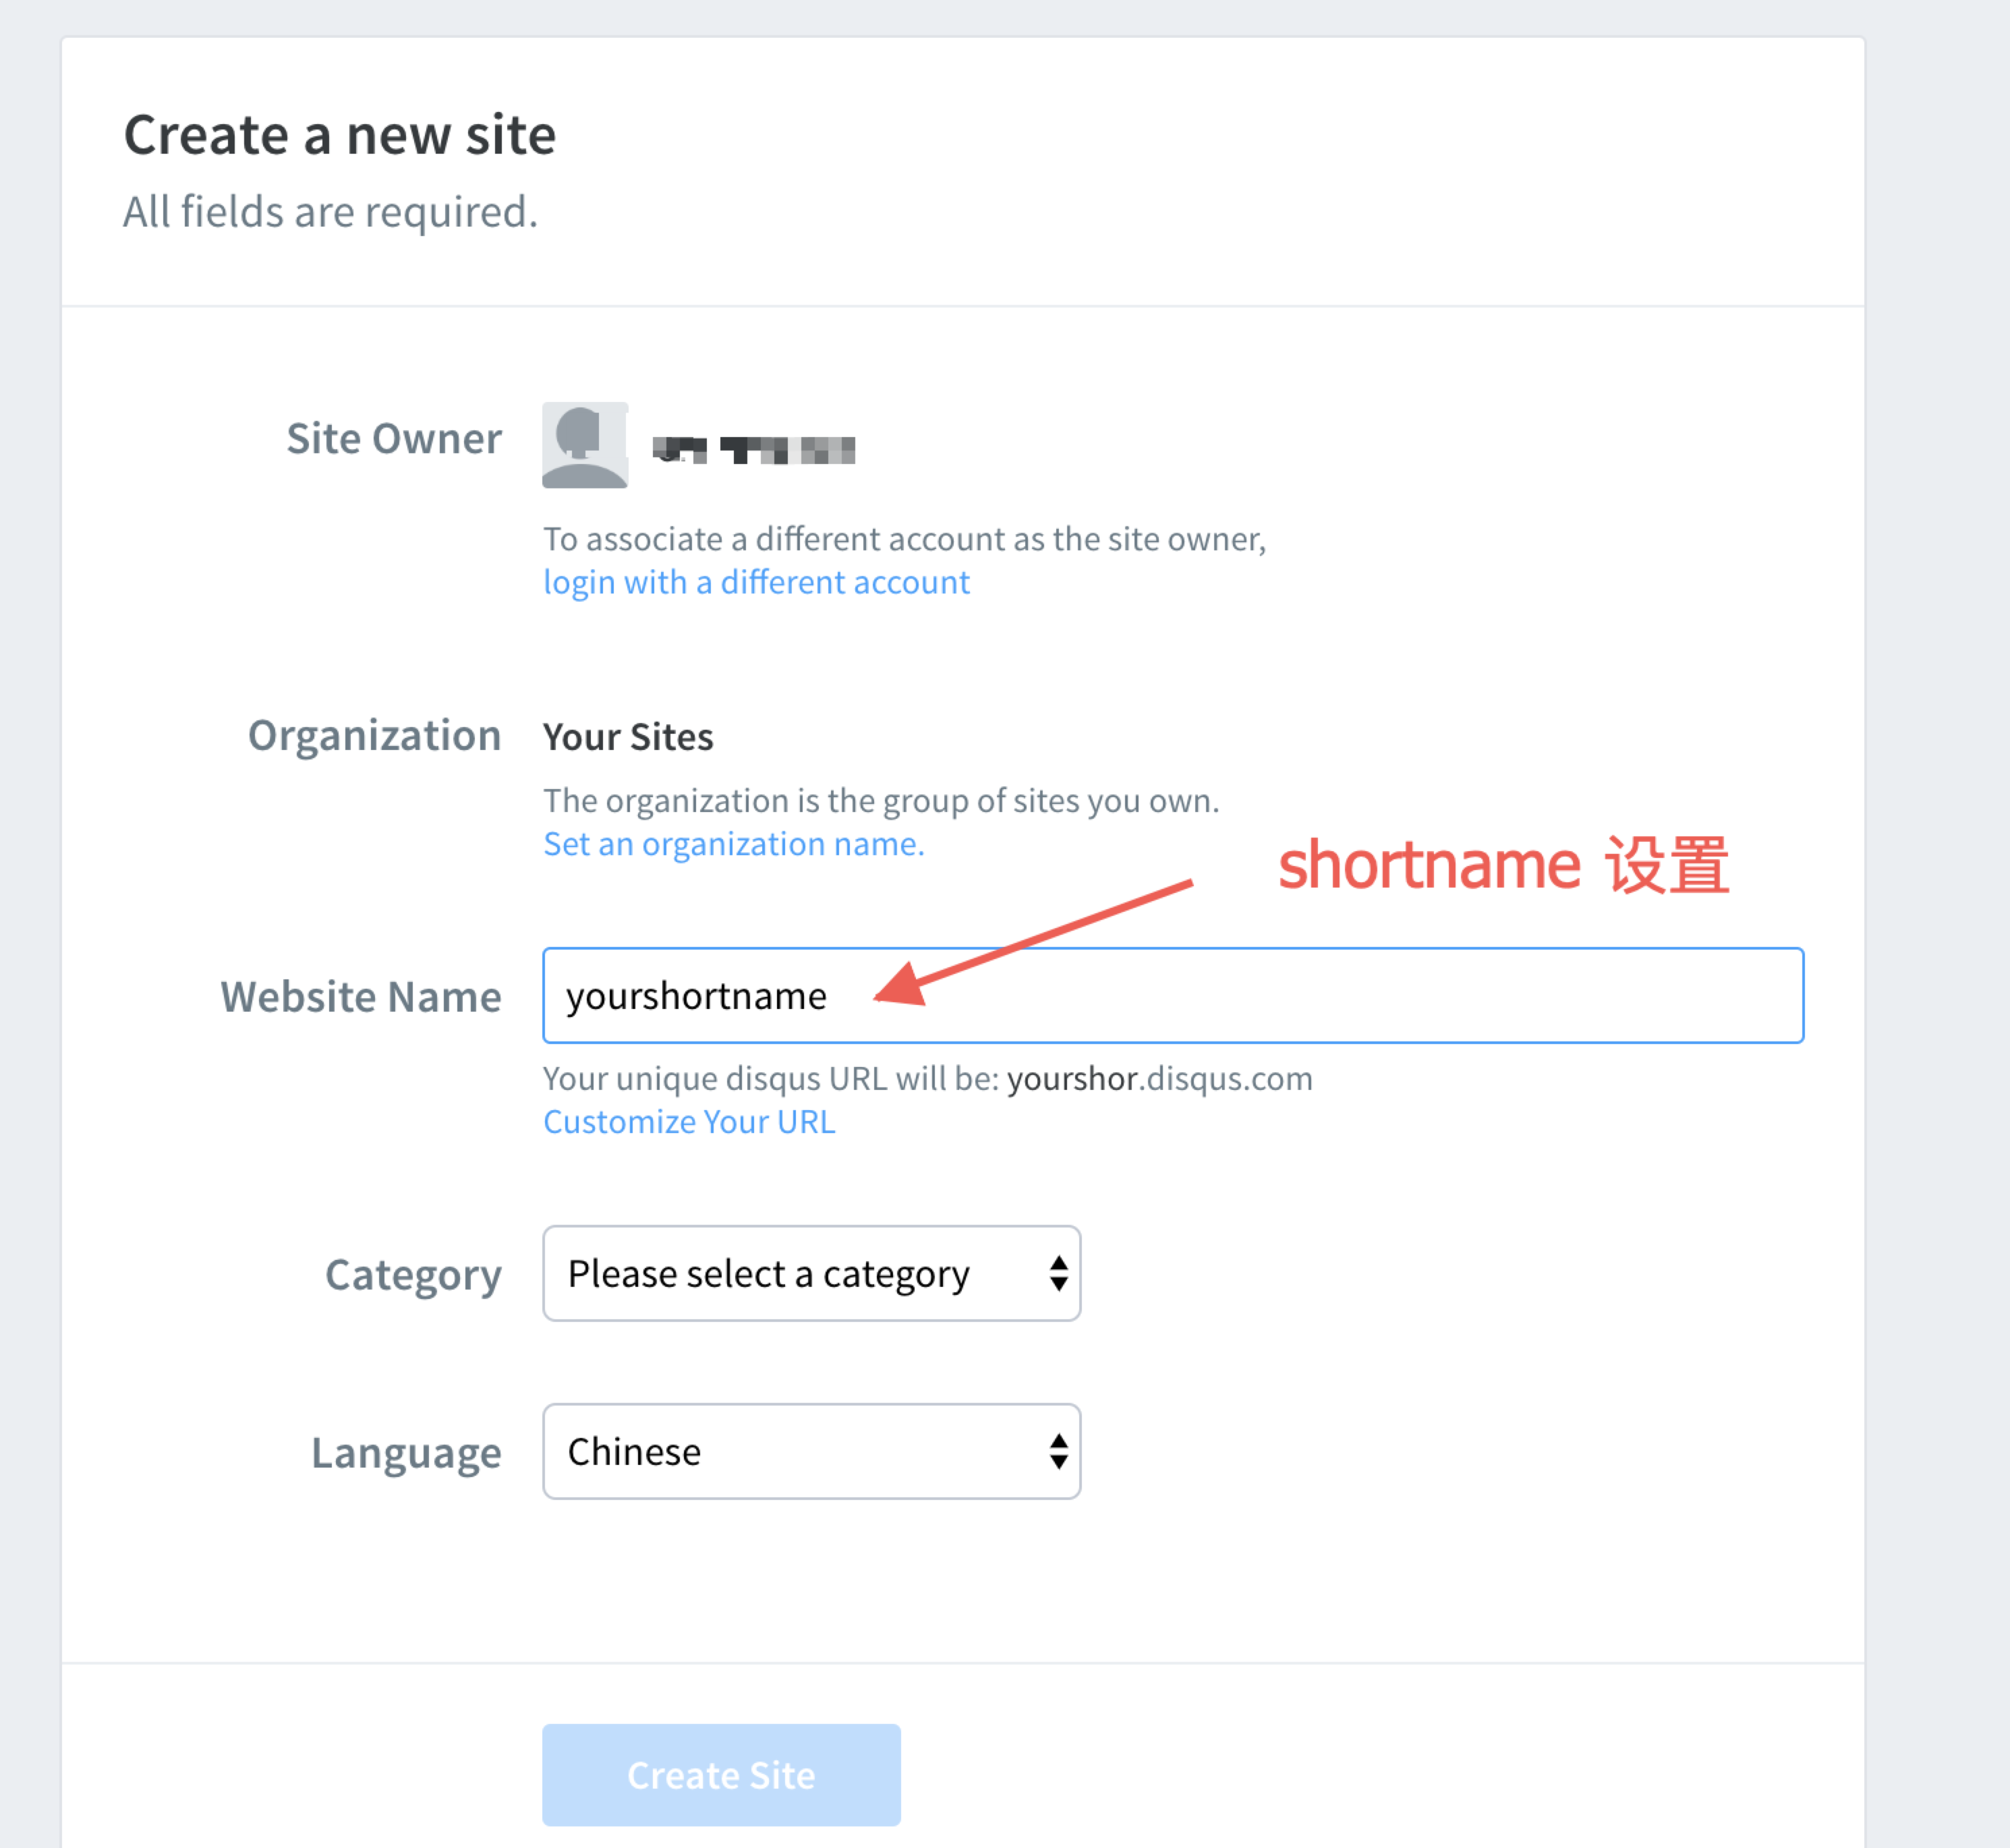 Create a new site
All fields are required.
Site Owner
To associate a different account as the site owner,
login with a different account
Organization
Your Sites
The organization is the group of sites you own.
Set an organization name.
shortname 设置
Website Name
yourshortname
Your unique disqus URL will be: yourshor.disqus.com
Customize Your URL
Category
Please select a category
Language
Chinese
Create Site